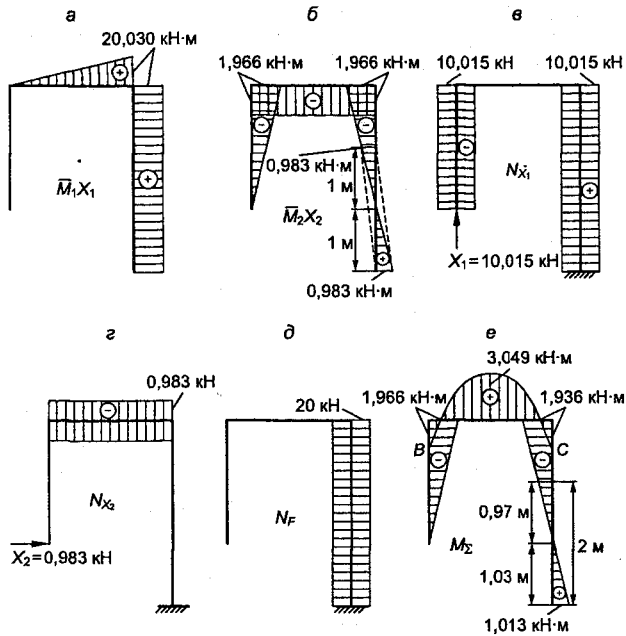 а
20,030 кН·м
+
+
M̄₁X₁
б
1,966 кН·м
1,966 кН·м
−
−
−
0,983 кН·м
1 м
M̄₂X₂
1 м
+
0,983 кН·м
в
10,015 кН
10,015 кН
−
N_X₁
+
X₁=10,015 кН
г
0,983 кН
−
N_X₂
X₂=0,983 кН
д
20 кН
N_F
е
3,049 кН·м
+
1,966 кН·м
1,936 кН·м
B
C
−
−
0,97 м
2 м
M_Σ
1,03 м
+
1,013 кН·м